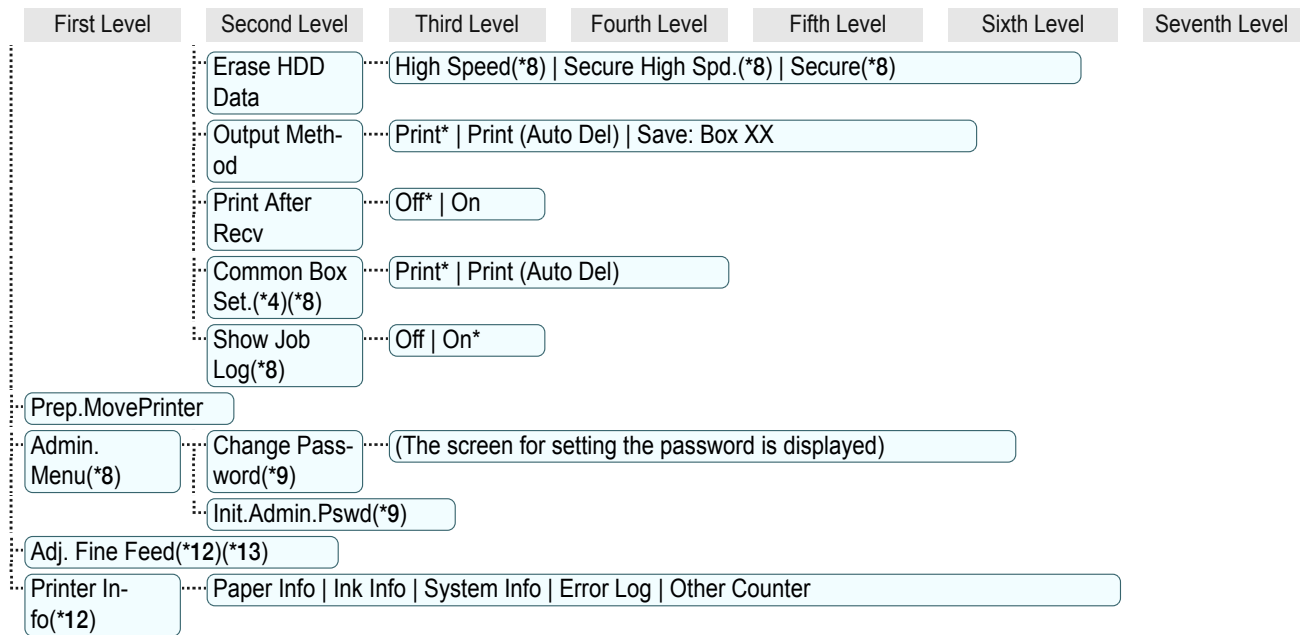 First Level Second Level Third Level Fourth Level Fifth Level Sixth Level Seventh Level
Erase HDD
Data
High Speed(*8) | Secure High Spd.(*8) | Secure(*8)
Output Meth-
od
Print* | Print (Auto Del) | Save: Box XX
Print After
Recv
Off* | On
Common Box
Set.(*4)(*8)
Print* | Print (Auto Del)
Show Job
Log(*8)
Off | On*
Prep.MovePrinter
Admin.
Menu(*8)
Change Pass-
word(*9)
(The screen for setting the password is displayed)
Init.Admin.Pswd(*9)
Adj. Fine Feed(*12)(*13)
Printer In-
fo(*12)
Paper Info | Ink Info | System Info | Error Log | Other Counter